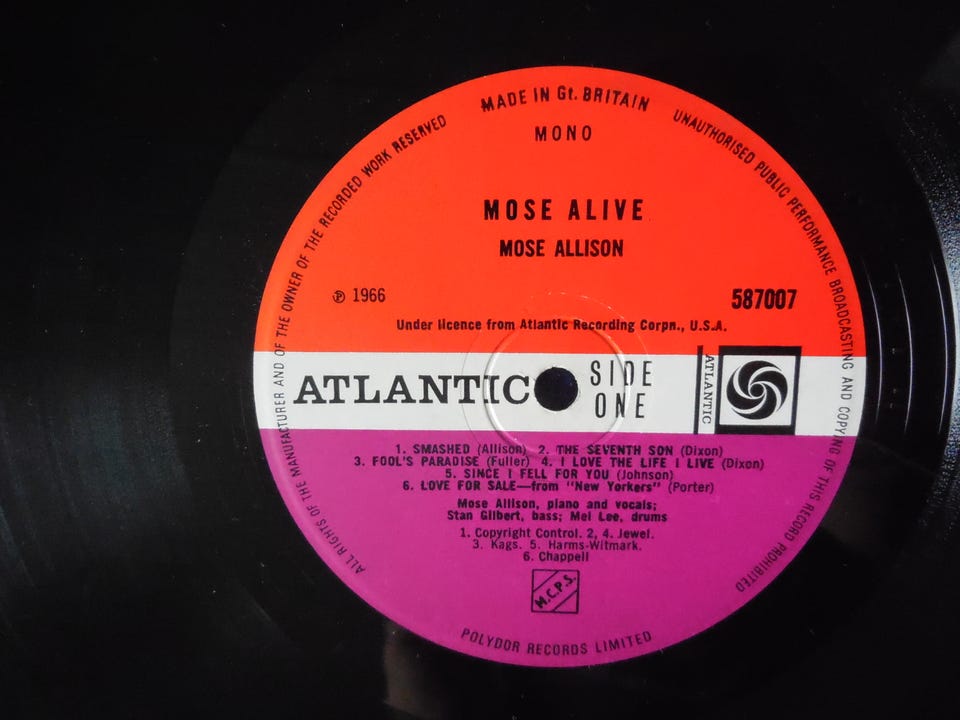 MADE IN Gt. BRITAIN
ALL RIGHTS OF THE MANUFACTURER AND OF THE OWNER OF THE RECORDED WORK RESERVED
UNAUTHORISED PUBLIC PERFORMANCE BROADCASTING AND COPYING OF THIS RECORD PROHIBITED
MONO
MOSE ALIVE
MOSE ALLISON
℗ 1966
587007
Under licence from Atlantic Recording Corpn., U.S.A.
ATLANTIC
SIDE
ONE
ATLANTIC
1. SMASHED (Allison) 2. THE SEVENTH SON (Dixon)
3. FOOL'S PARADISE (Fuller) 4. I LOVE THE LIFE I LIVE (Dixon)
5. SINCE I FELL FOR YOU (Johnson)
6. LOVE FOR SALE—from "New Yorkers" (Porter)
Mose Allison, piano and vocals;
Stan Gilbert, bass; Mel Lee, drums
1. Copyright Control. 2, 4. Jewel.
3. Kags. 5. Harms-Witmark.
6. Chappell
M.C.P.S.
POLYDOR RECORDS LIMITED